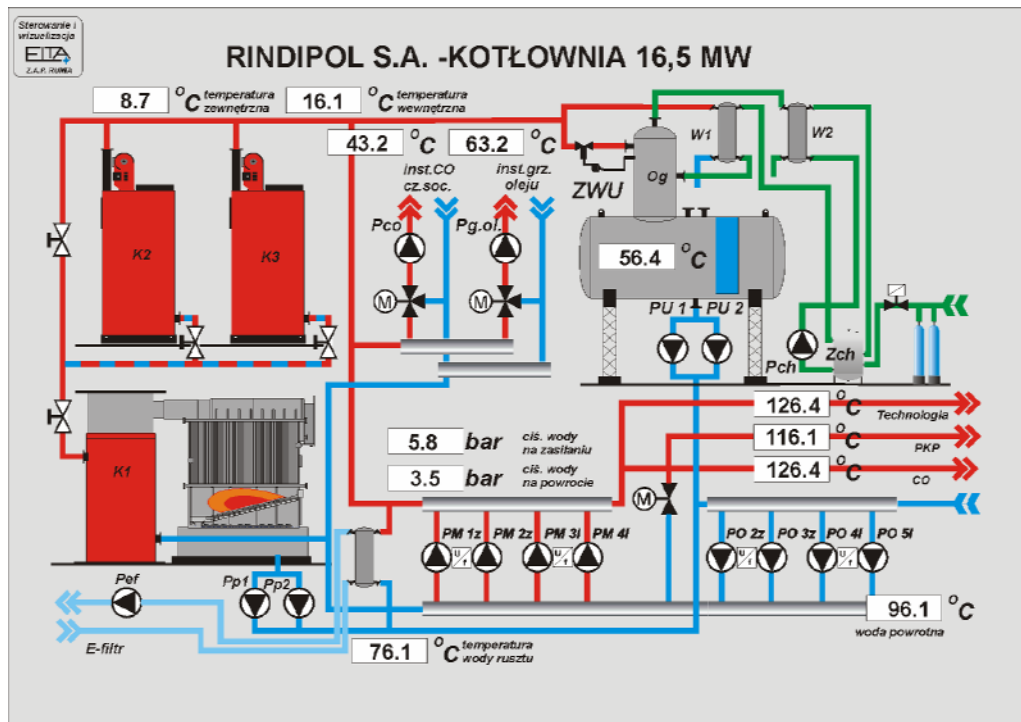 Sterowanie i
wizualizacja
EITA
Z.A.P. RUMIA
RINDIPOL S.A. -KOTŁOWNIA 16,5 MW
8.7 °C temperatura
zewnętrzna
16.1 °C temperatura
wewnętrzna
43.2 °C
63.2 °C
inst.CO
cz.soc.
inst.grz.
oleju
ZWU
Og
W1
W2
Pco
Pg.ol.
K2
K3
56.4 °C
M
M
PU 1
PU 2
Pch
Zch
126.4 °C
Technologia
116.1 °C
PKP
126.4 °C
CO
5.8 bar
ciś. wody
na zasilaniu
3.5 bar
ciś. wody
na powrocie
K1
M
PM 1z
PM 2z
PM 3l
PM 4l
U/f
U/f
PO 2z
PO 3z
PO 4l
PO 5l
U/f
U/f
Pef
Pp1
Pp2
96.1 °C
woda powrotna
E-filtr
76.1 °C temperatura
wody rusztu